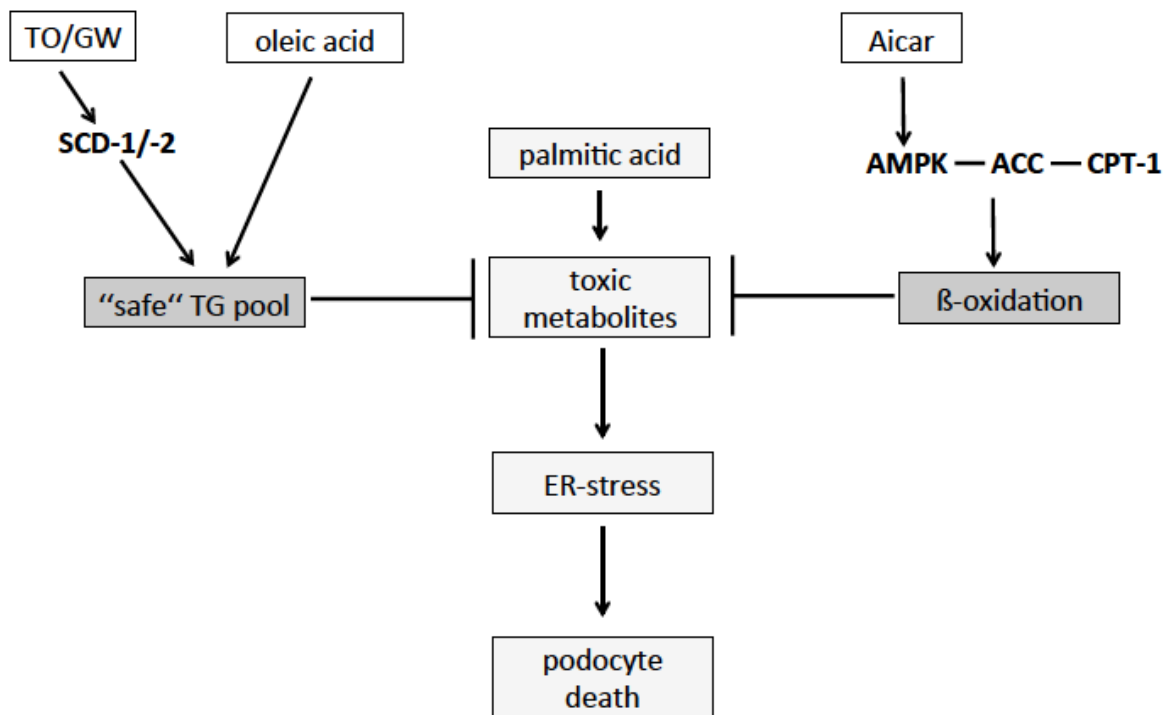 TO/GW
oleic acid
Aicar
SCD-1/-2
palmitic acid
AMPK — ACC — CPT-1
“safe“ TG pool
toxic
metabolites
ß-oxidation
ER-stress
podocyte
death